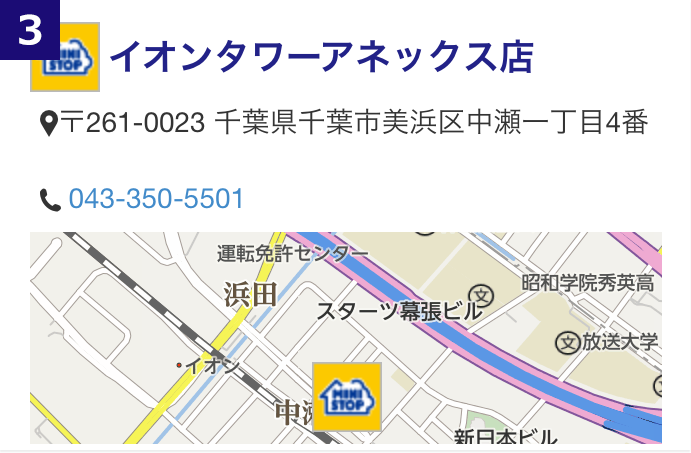 3
MINI STOP
イオンタワーアネックス店
〒261-0023 千葉県千葉市美浜区中瀬一丁目4番
043-350-5501
運転免許センター
昭和学院秀英高
浜田
文
スターツ幕張ビル
文
放送大学
イオン
MINI
STOP
中
新日本ビル